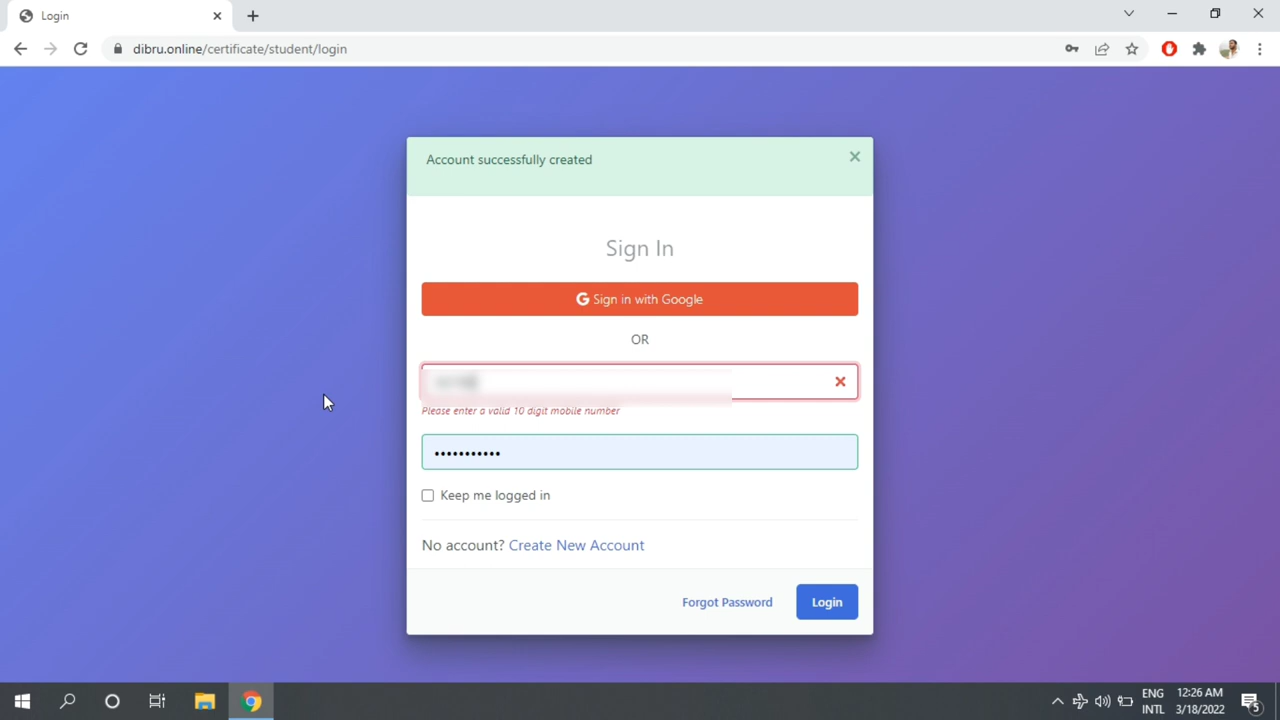 Login
dibru.online/certificate/student/login
Account successfully created
Sign In
Sign in with Google
OR
Please enter a valid 10 digit mobile number
•••••••••••
Keep me logged in
No account? Create New Account
Forgot Password
Login
ENG 12:26 AM
INTL 3/18/2022
5